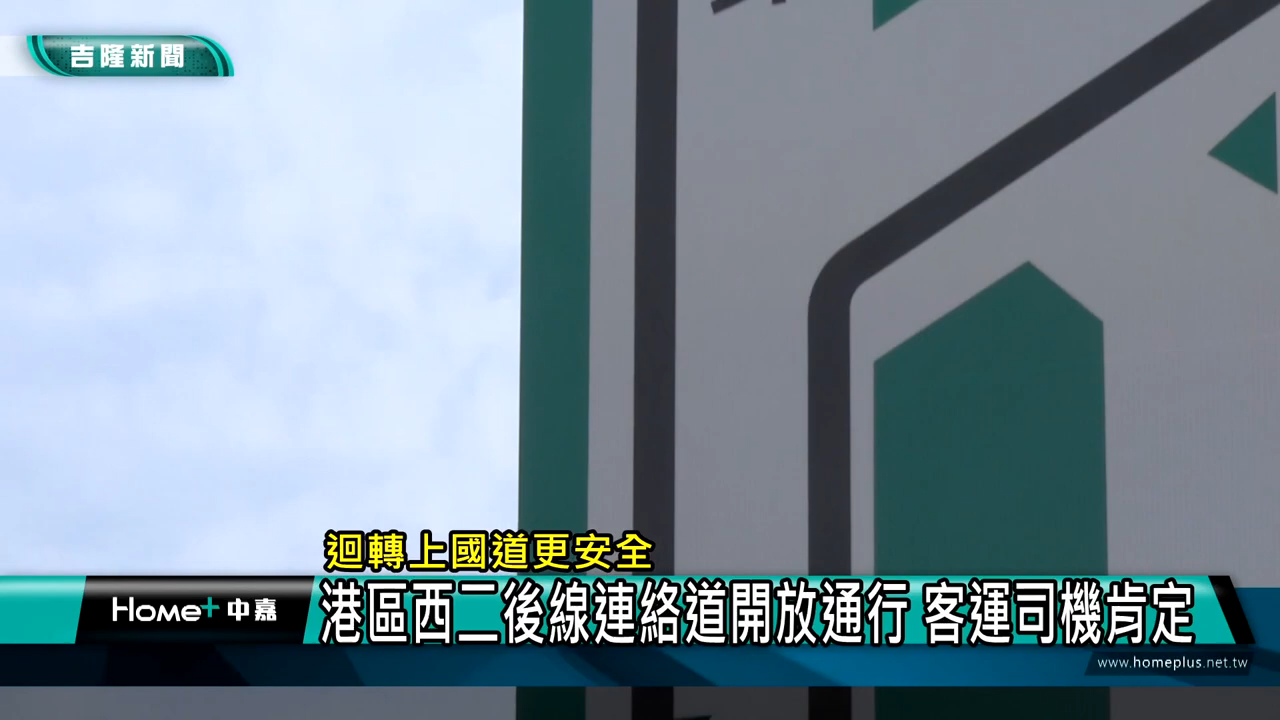 吉隆新聞
迴轉上國道更安全
Home+中嘉
港區西二後線連絡道開放通行 客運司機肯定
www.homeplus.net.tw